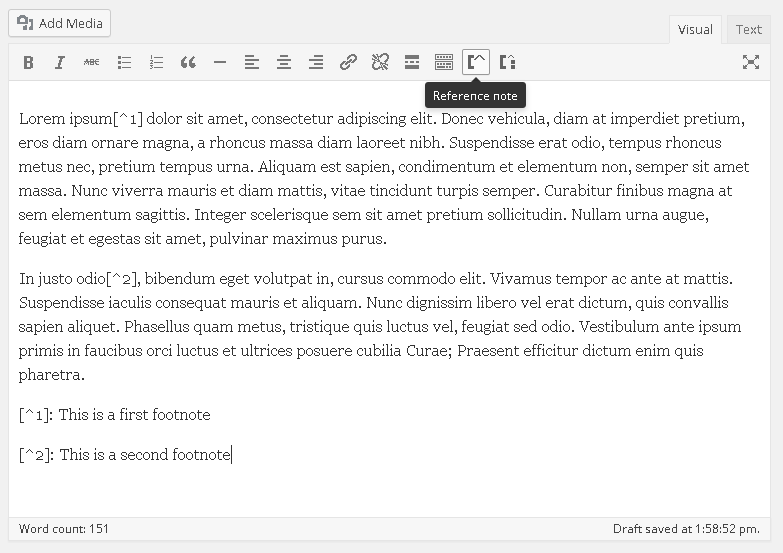 Add Media
Visual
Text
B I ABC
Reference note
Lorem ipsum[^1] dolor sit amet, consectetur adipiscing elit. Donec vehicula, diam at imperdiet pretium,
eros diam ornare magna, a rhoncus massa diam laoreet nibh. Suspendisse erat odio, tempus rhoncus
metus nec, pretium tempus urna. Aliquam est sapien, condimentum et elementum non, semper sit amet
massa. Nunc viverra mauris et diam mattis, vitae tincidunt turpis semper. Curabitur finibus magna at
sem elementum sagittis. Integer scelerisque sem sit amet pretium sollicitudin. Nullam urna augue,
feugiat et egestas sit amet, pulvinar maximus purus.
In justo odio[^2], bibendum eget volutpat in, cursus commodo elit. Vivamus tempor ac ante at mattis.
Suspendisse iaculis consequat mauris et aliquam. Nunc dignissim libero vel erat dictum, quis convallis
sapien aliquet. Phasellus quam metus, tristique quis luctus vel, feugiat sed odio. Vestibulum ante ipsum
primis in faucibus orci luctus et ultrices posuere cubilia Curae; Praesent efficitur dictum enim quis
pharetra.
[^1]: This is a first footnote
[^2]: This is a second footnote
Word count: 151
Draft saved at 1:58:52 pm.